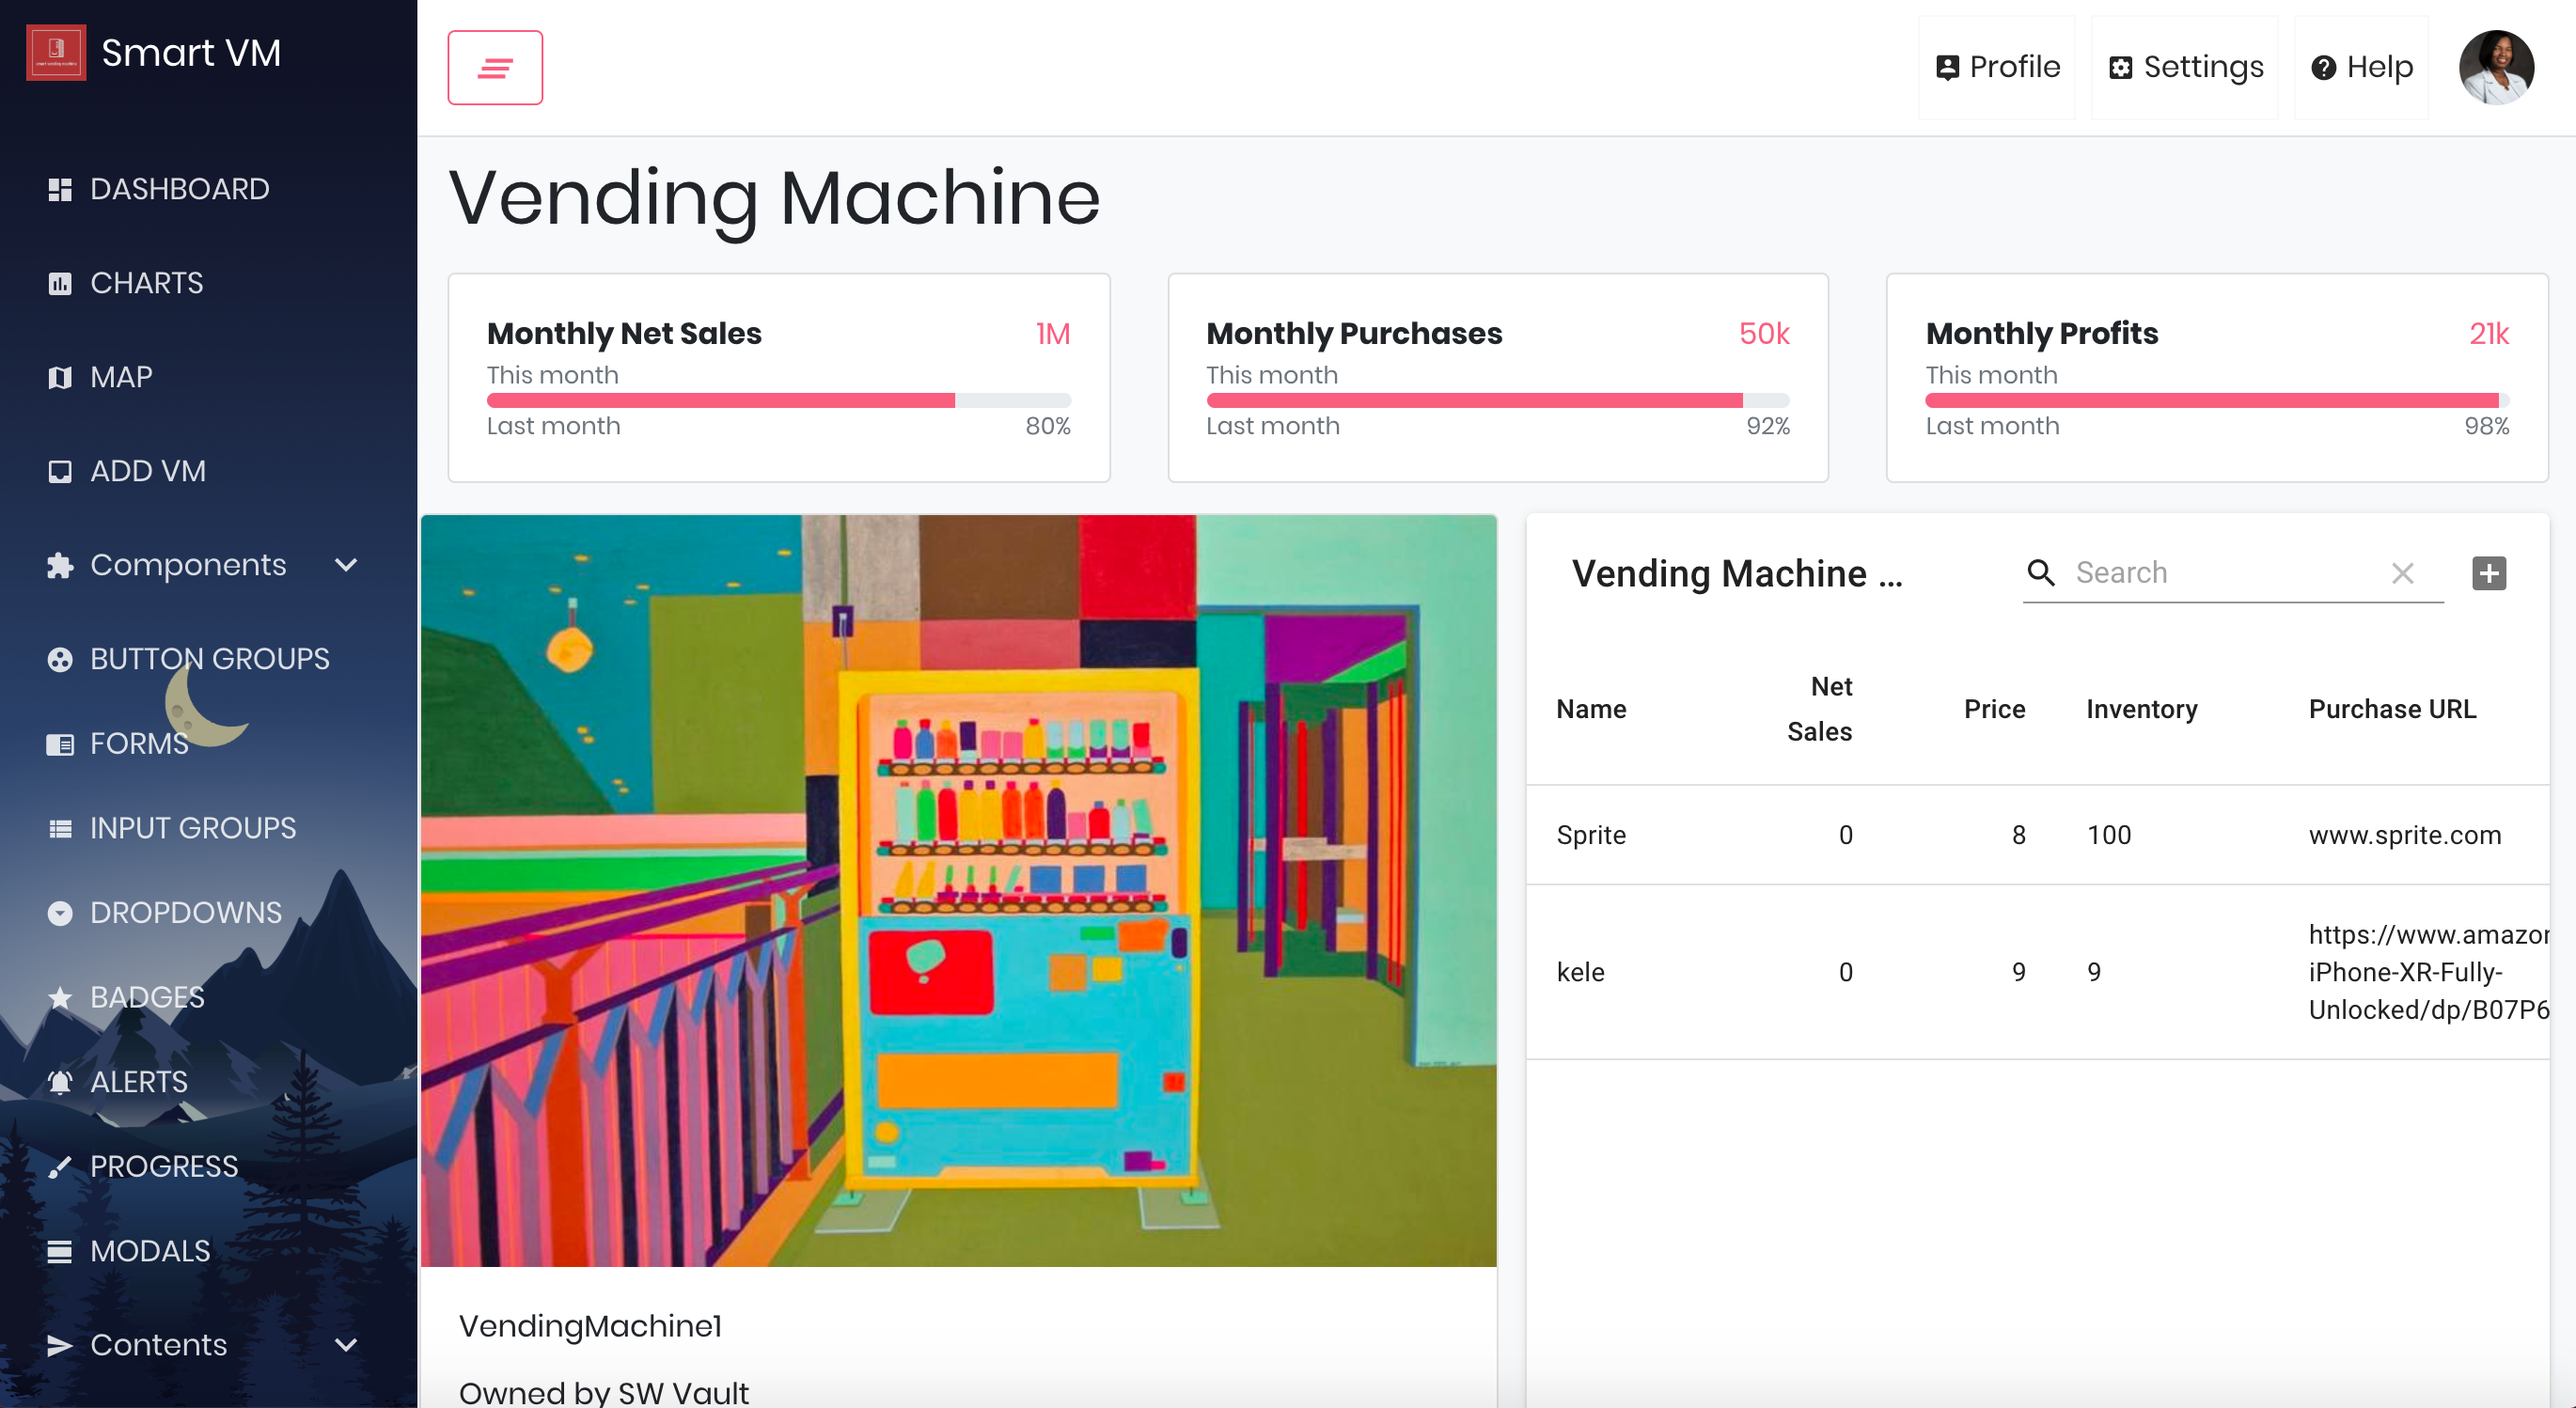 Smart VM
DASHBOARD
CHARTS
MAP
ADD VM
Components
BUTTON GROUPS
FORMS
INPUT GROUPS
DROPDOWNS
BADGES
ALERTS
PROGRESS
MODALS
Contents
Profile
Settings
Help
Vending Machine
Monthly Net Sales 1M
This month
Last month 80%
Monthly Purchases 50k
This month
Last month 92%
Monthly Profits 21k
This month
Last month 98%
VendingMachine1
Owned by SW Vault
Vending Machine ...
Search
Name Net Sales Price Inventory Purchase URL
Sprite 0 8 100 www.sprite.com
kele 0 9 9 https://www.amazon
iPhone-XR-Fully-
Unlocked/dp/B07P6